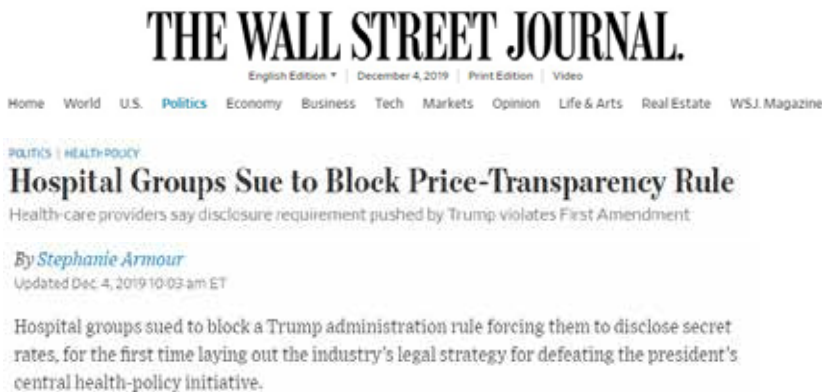 THE WALL STREET JOURNAL.
English Edition | December 4, 2019 | Print Edition | Video
Home World U.S. Politics Economy Business Tech Markets Opinion Life & Arts Real Estate WSJ. Magazine
POLITICS | HEALTH POLICY
Hospital Groups Sue to Block Price-Transparency Rule
Health-care providers say disclosure requirement pushed by Trump violates First Amendment
By Stephanie Armour
Updated Dec. 4, 2019 10:03 am ET
Hospital groups sued to block a Trump administration rule forcing them to disclose secret
rates, for the first time laying out the industry's legal strategy for defeating the president's
central health-policy initiative.